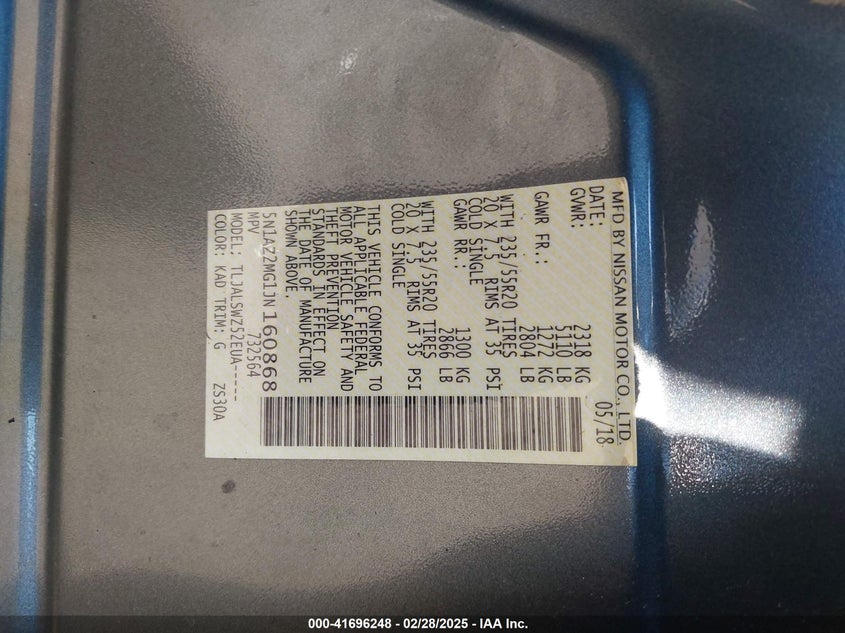 MFD BY NISSAN MOTOR CO., LTD.
DATE: 05/18
GVWR: 2318 KG
5110 LB
GAWR FR.: 1272 KG
2804 LB
WITH 235/55R20 TIRES
20 X 7.5 RIMS AT 35 PSI
COLD SINGLE
GAWR RR.: 1300 KG
2866 LB
WITH 235/55R20 TIRES
20 X 7.5 RIMS AT 35 PSI
COLD SINGLE
THIS VEHICLE CONFORMS TO
ALL APPLICABLE FEDERAL
MOTOR VEHICLE SAFETY AND
THEFT PREVENTION
STANDARDS IN EFFECT ON
THE DATE OF MANUFACTURE
SHOWN ABOVE.
5N1AZ2MG1JN160868
MPV 732564
MODEL: TLJALSWZ52EUA-----
COLOR: KAD TRIM: G ZS30A
000-41696248 - 02/28/2025 - IAA Inc.